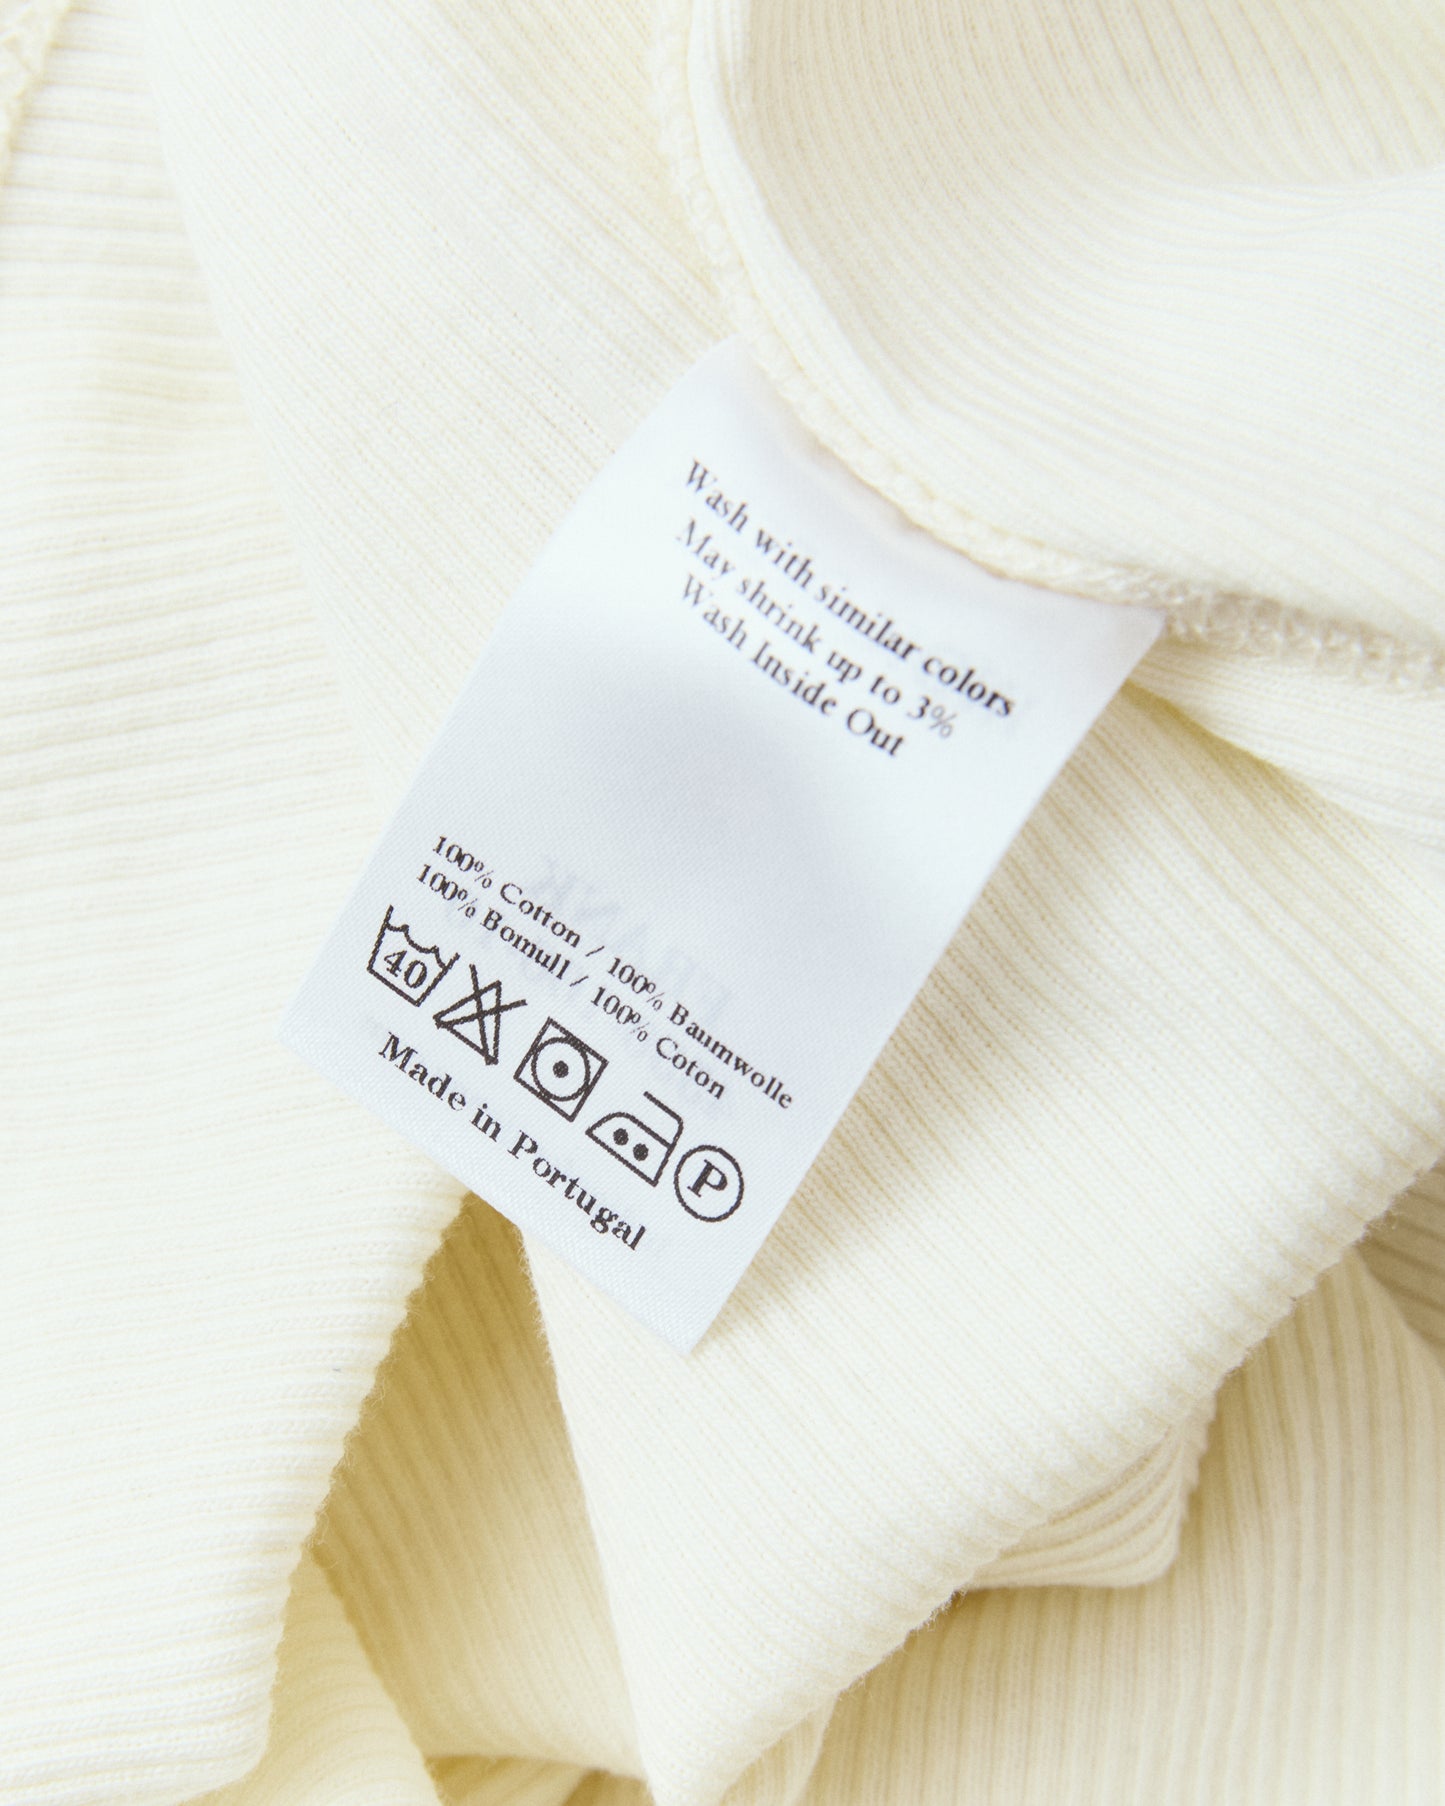 Wash with similar colors
May shrink up to 3%
Wash Inside Out
100% Cotton / 100% Baumwolle
100% Bomull / 100% Coton
40
P
Made in Portugal